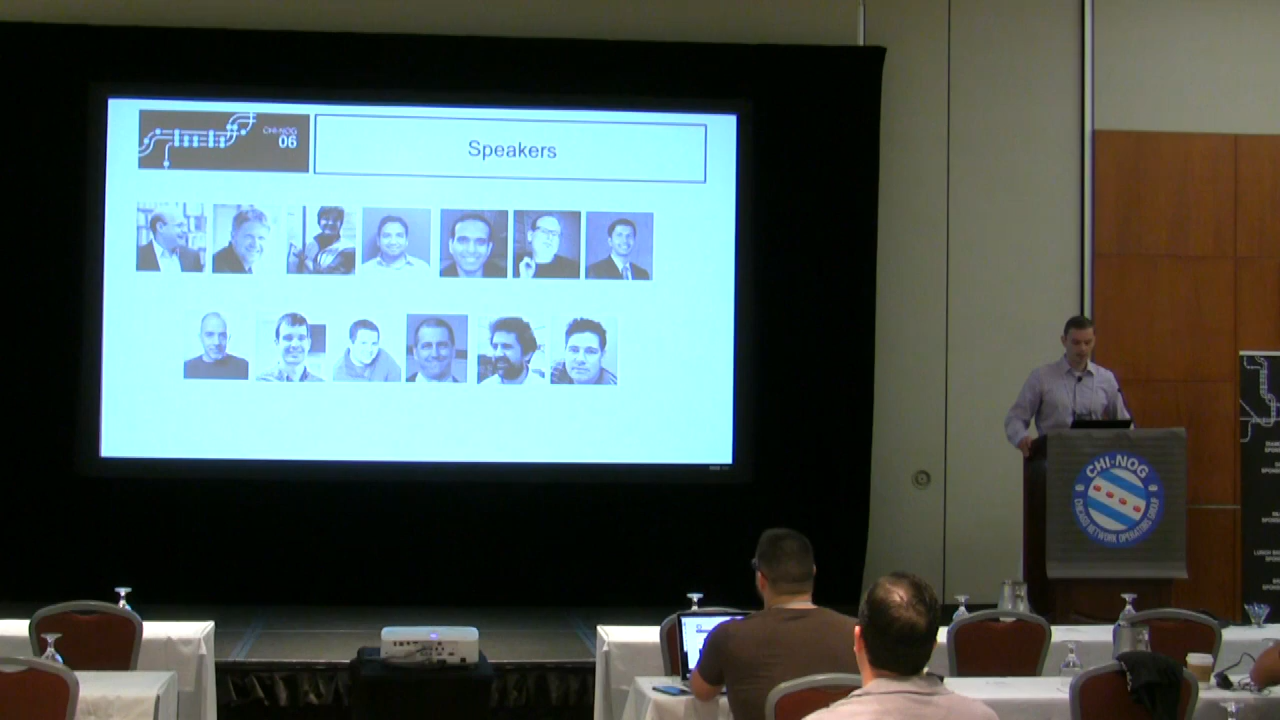 CHI-NOG
06
Speakers
CHI-NOG
CHICAGO NETWORK OPERATORS GROUP